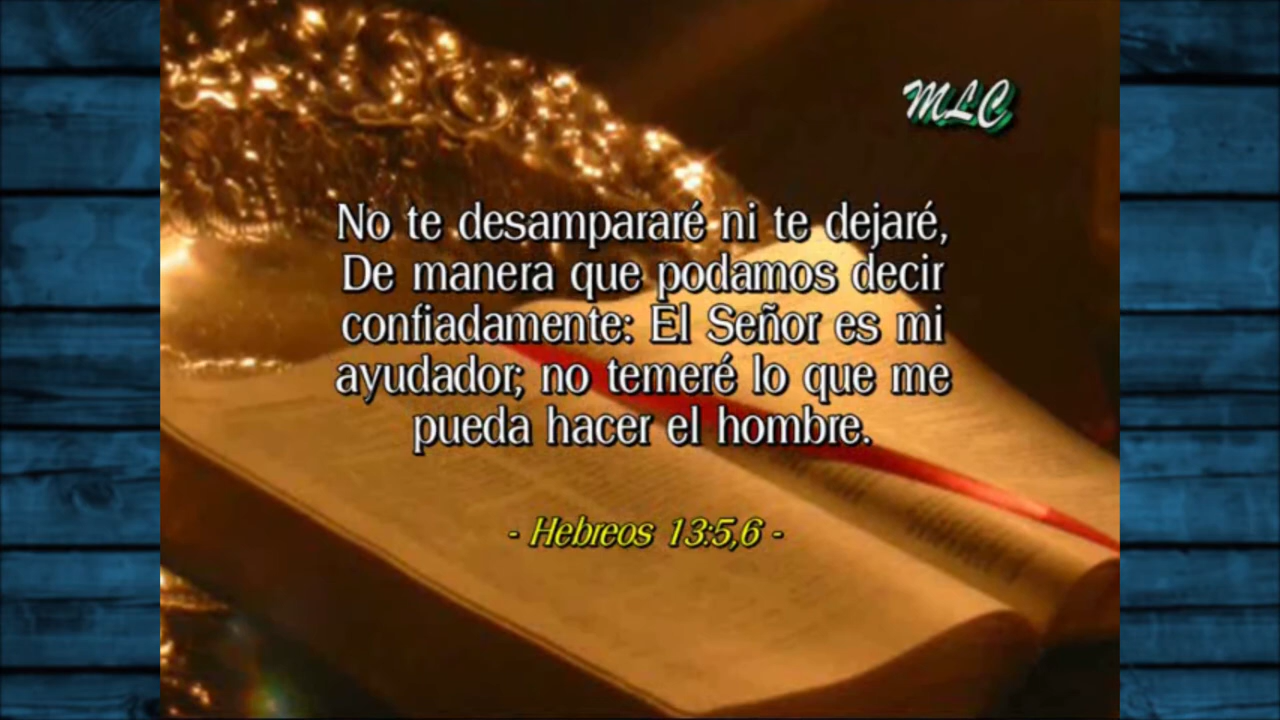 MLC
No te desampararé ni te dejaré,
De manera que podamos decir
confiadamente: El Señor es mi
ayudador; no temeré lo que me
pueda hacer el hombre.
- Hebreos 13:5,6 -